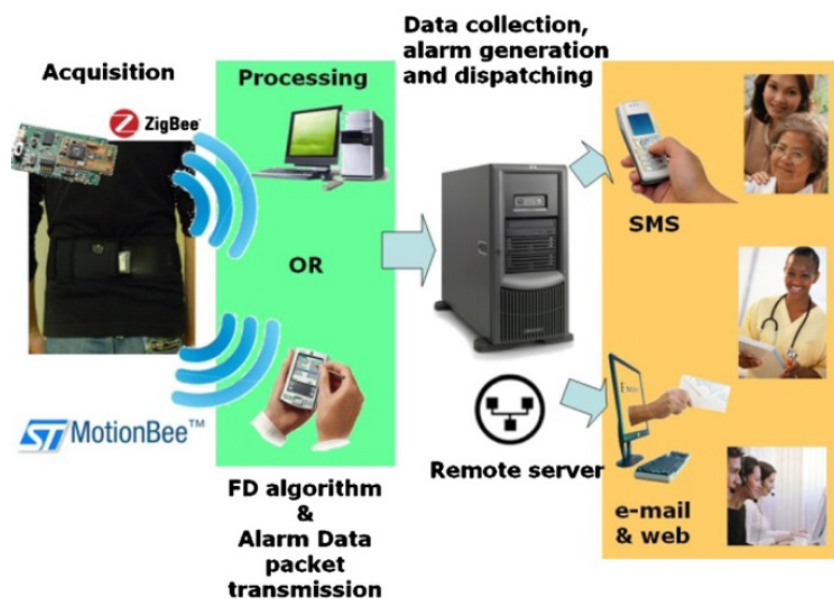 Acquisition
ZigBee®
ST MotionBee™
Processing
OR
FD algorithm
&
Alarm Data
packet
transmission
Data collection,
alarm generation
and dispatching
Remote server
SMS
e-mail
& web